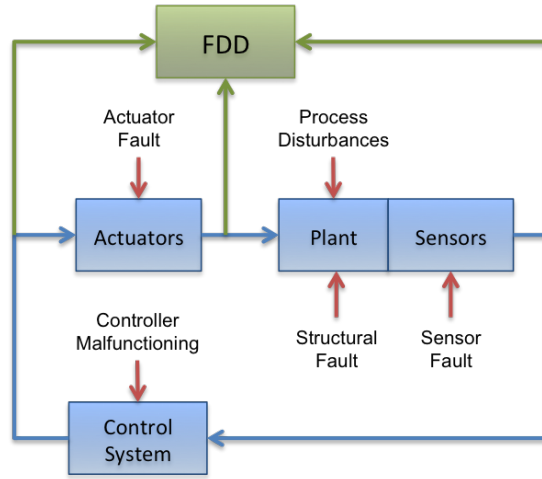 FDD
Actuator
Fault
Process
Disturbances
Actuators
Plant
Sensors
Controller
Malfunctioning
Structural
Fault
Sensor
Fault
Control
System